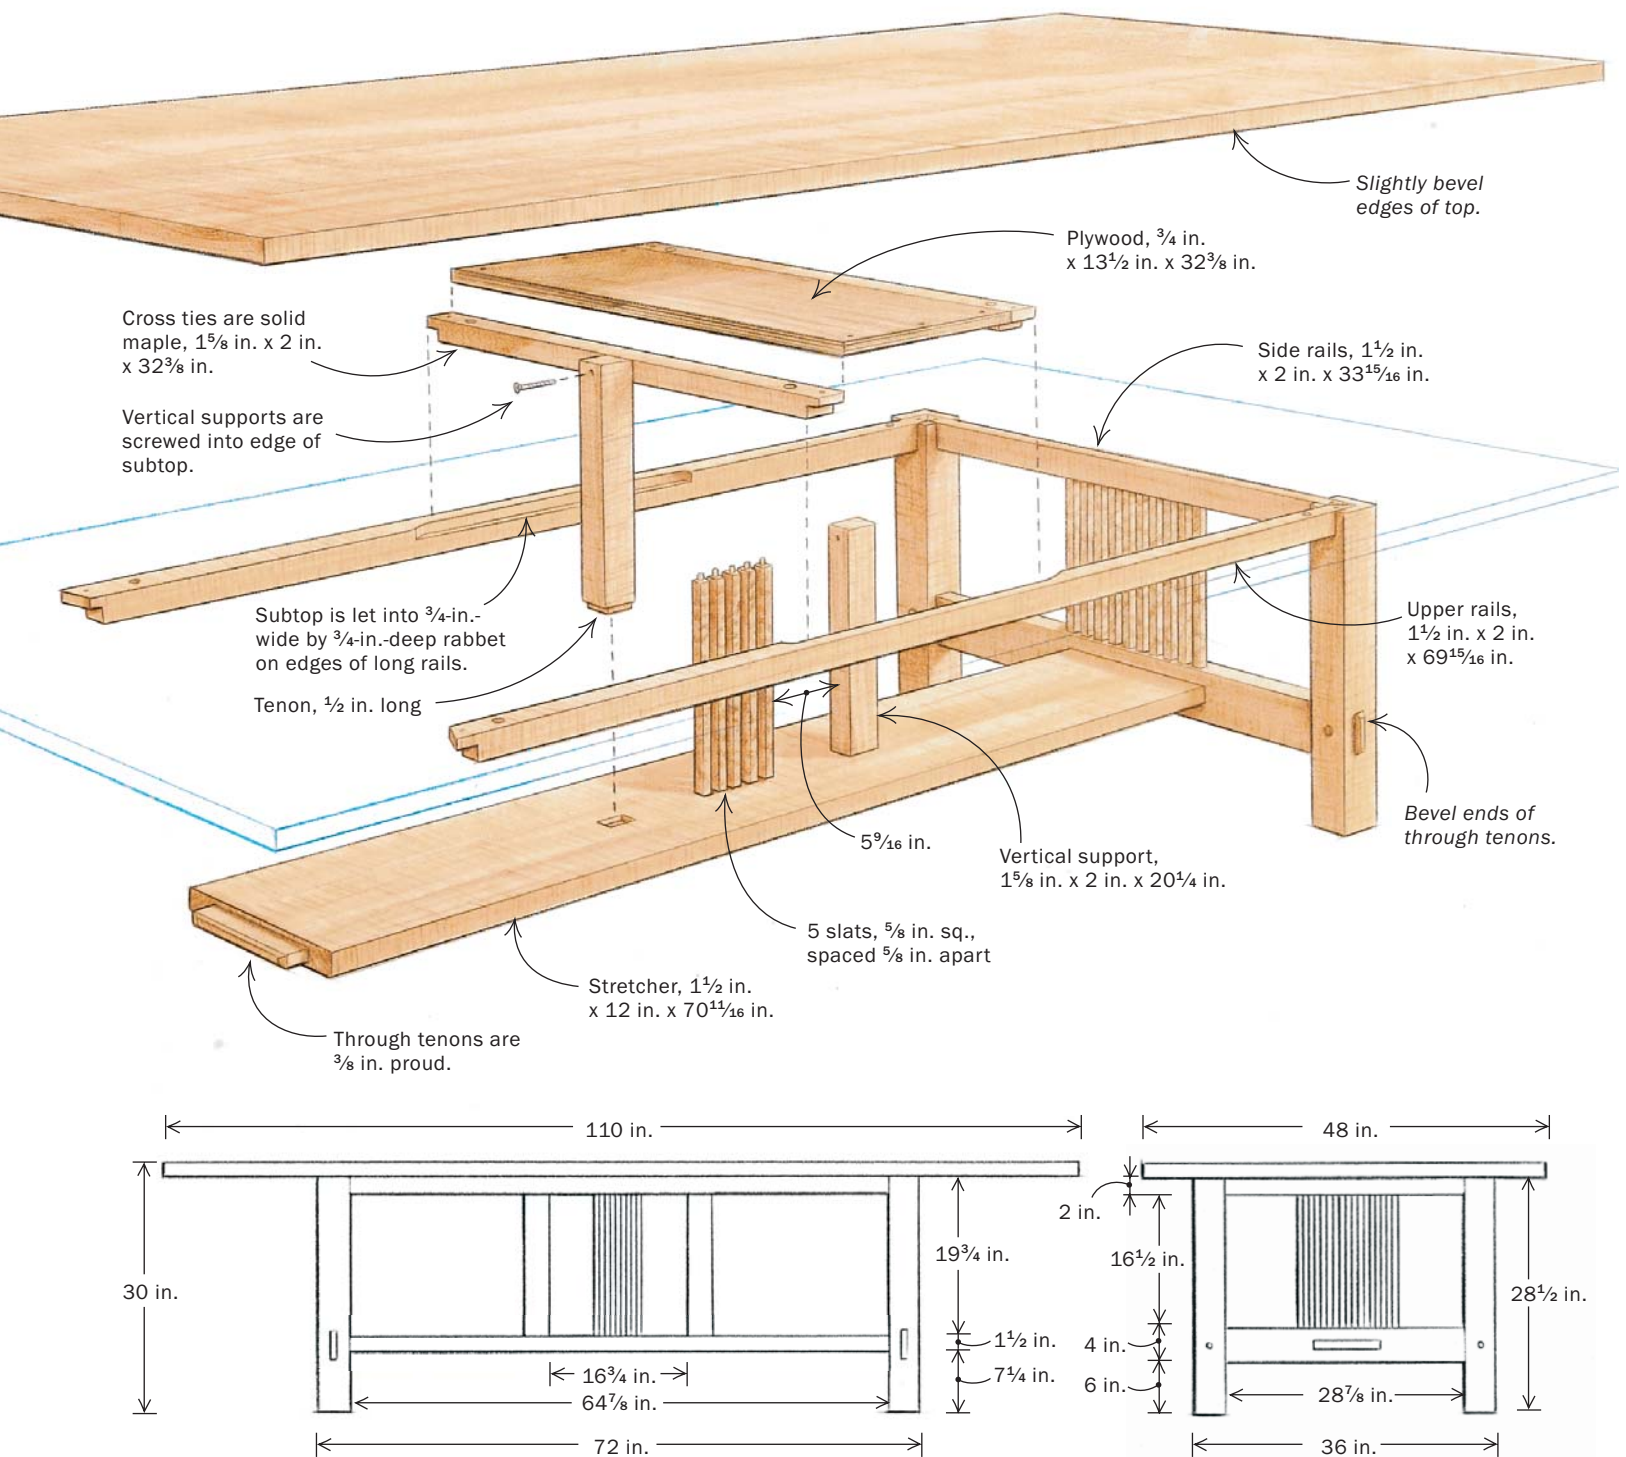 Slightly bevel
edges of top.
Plywood, ¾ in.
x 13½ in. x 32⅜ in.
Cross ties are solid
maple, 1⅝ in. x 2 in.
x 32⅜ in.
Side rails, 1½ in.
x 2 in. x 33¹⁵⁄₁₆ in.
Vertical supports are
screwed into edge of
subtop.
Subtop is let into ¾-in.-
wide by ¾-in.-deep rabbet
on edges of long rails.
Upper rails,
1½ in. x 2 in.
x 69¹⁵⁄₁₆ in.
Tenon, ½ in. long
Bevel ends of
through tenons.
5⁹⁄₁₆ in.
Vertical support,
1⅝ in. x 2 in. x 20¼ in.
5 slats, ⅝ in. sq.,
spaced ⅝ in. apart
Stretcher, 1½ in.
x 12 in. x 70¹¹⁄₁₆ in.
Through tenons are
⅜ in. proud.
110 in.
30 in.
19¾ in.
1½ in.
7¼ in.
16¾ in.
64⅞ in.
72 in.
48 in.
2 in.
16½ in.
28½ in.
4 in.
6 in.
28⅞ in.
36 in.